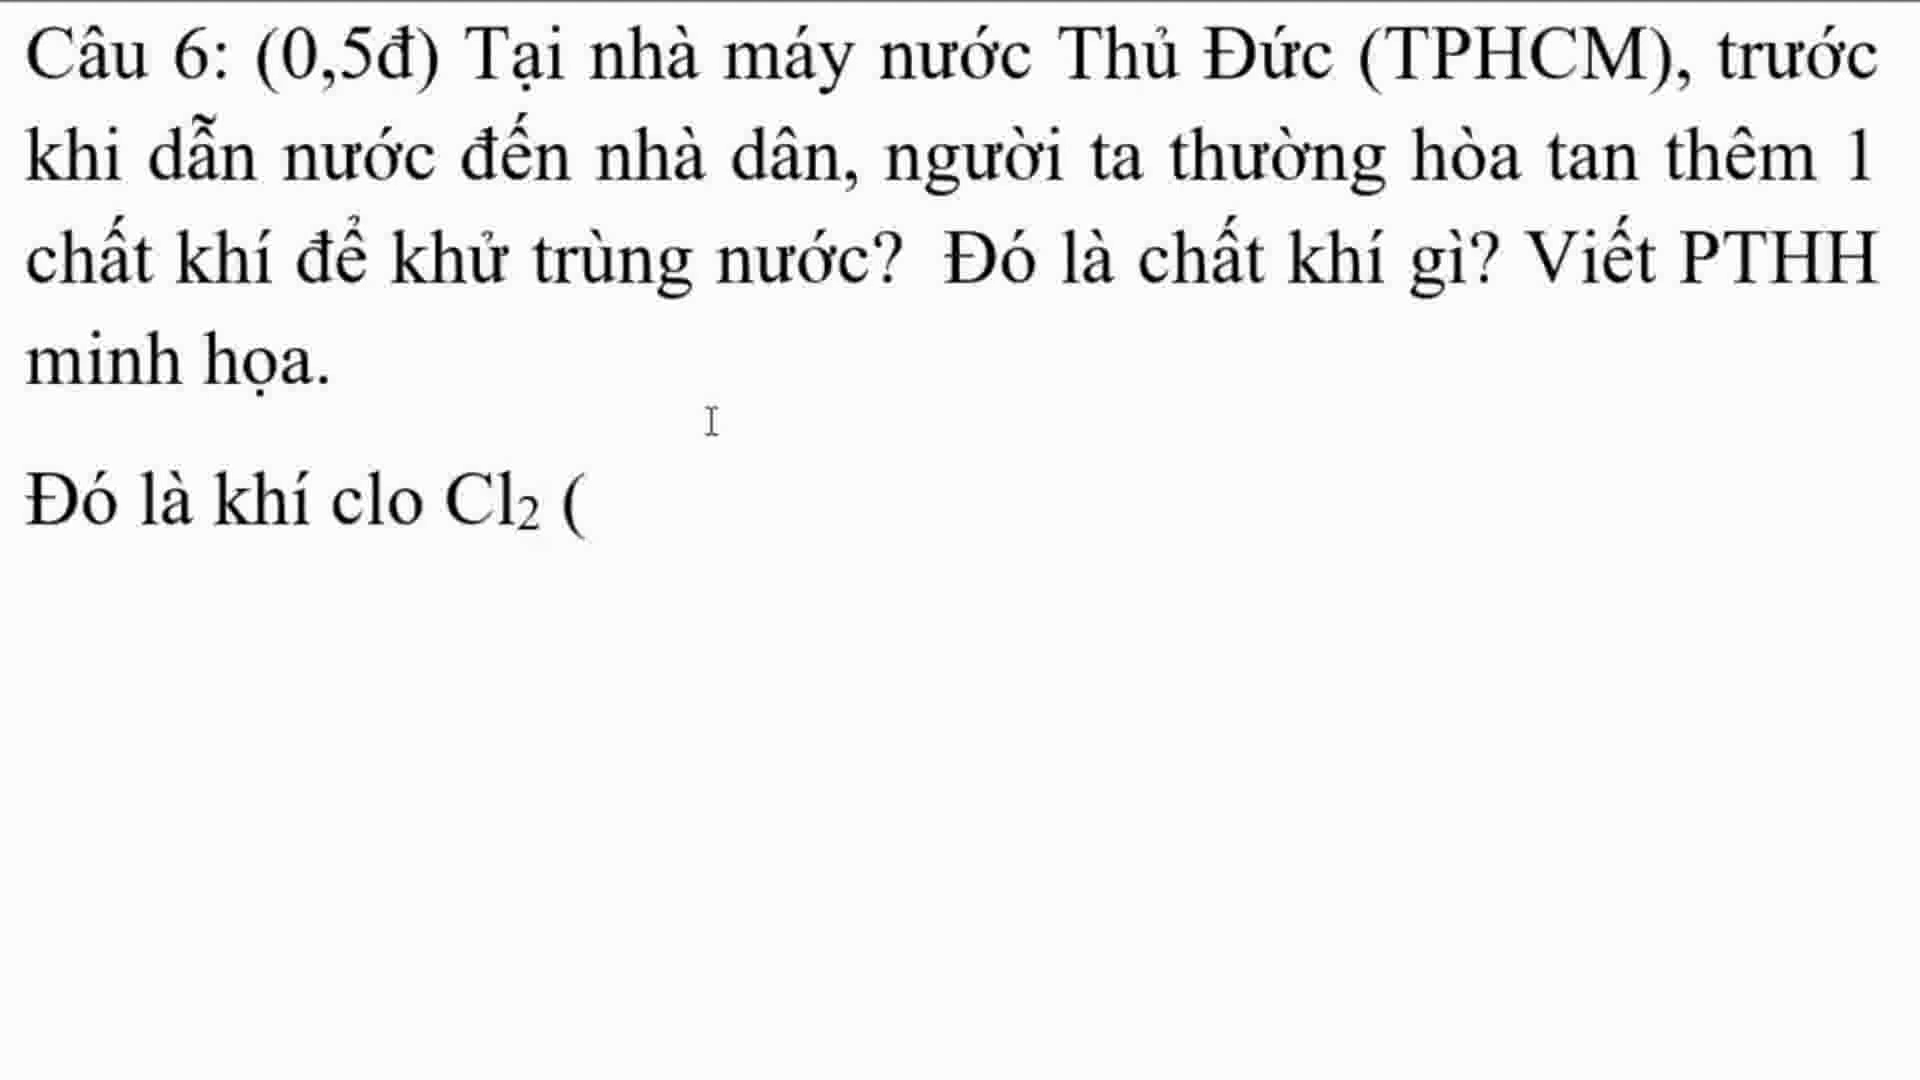 Câu 6: (0,5đ) Tại nhà máy nước Thủ Đức (TPHCM), trước
khi dẫn nước đến nhà dân, người ta thường hòa tan thêm 1
chất khí để khử trùng nước? Đó là chất khí gì? Viết PTHH
minh họa.
Đó là khí clo Cl₂ (